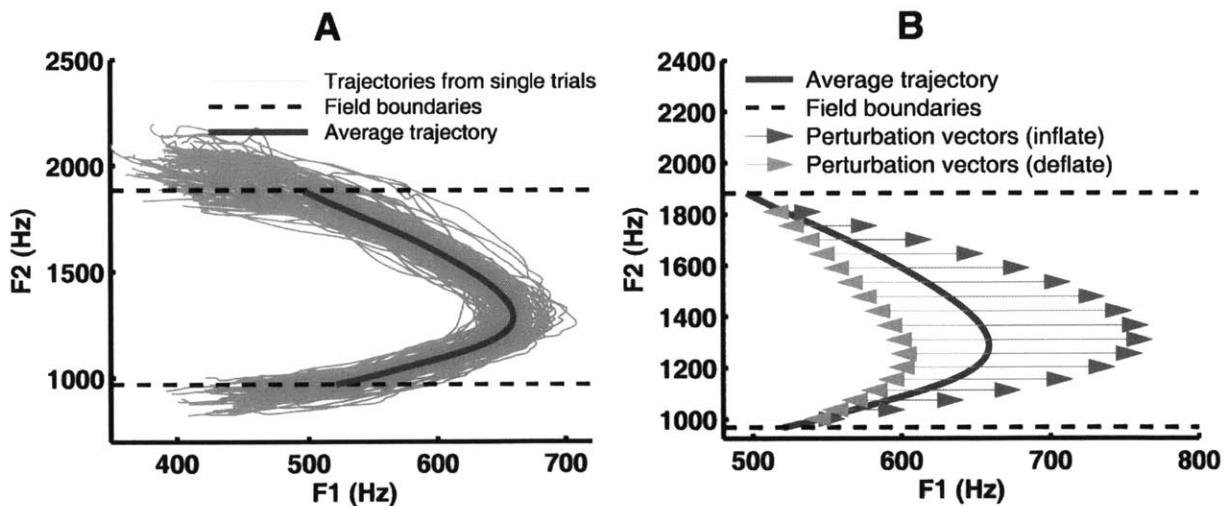 A
2500
2000
1500
1000
F2 (Hz)
Trajectories from single trials
Field boundaries
Average trajectory
400 500 600 700
F1 (Hz)
B
2400
2200
2000
1800
1600
1400
1200
1000
F2 (Hz)
Average trajectory
Field boundaries
Perturbation vectors (inflate)
Perturbation vectors (deflate)
500 600 700 800
F1 (Hz)